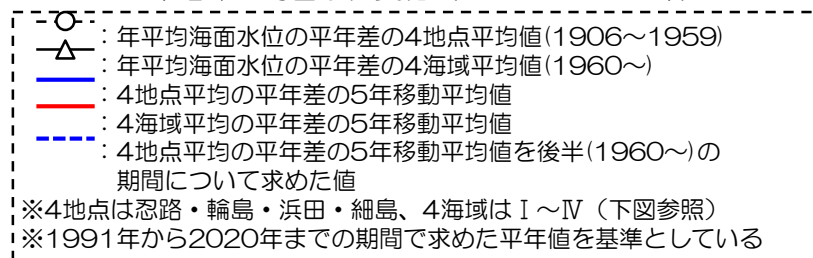 ：年平均海面水位の平年差の4地点平均値(1906～1959)
：年平均海面水位の平年差の4海域平均値(1960～)
：4地点平均の平年差の5年移動平均値
：4海域平均の平年差の5年移動平均値
：4地点平均の平年差の5年移動平均値を後半(1960～)の
期間について求めた値
※4地点は忍路・輪島・浜田・細島、4海域はⅠ～Ⅳ（下図参照）
※1991年から2020年までの期間で求めた平年値を基準としている